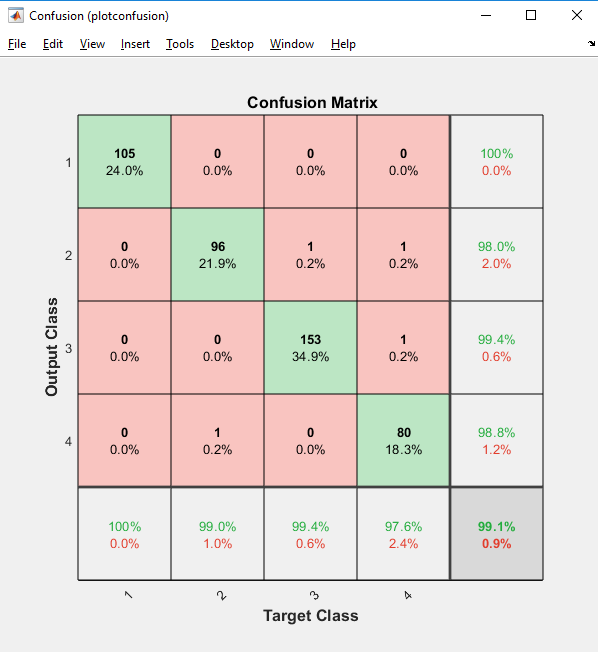 Confusion (plotconfusion)
File Edit View Insert Tools Desktop Window Help
Confusion Matrix
Output Class
1
105 0 0 0 100%
24.0% 0.0% 0.0% 0.0% 0.0%
2
0 96 1 1 98.0%
0.0% 21.9% 0.2% 0.2% 2.0%
3
0 0 153 1 99.4%
0.0% 0.0% 34.9% 0.2% 0.6%
4
0 1 0 80 98.8%
0.0% 0.2% 0.0% 18.3% 1.2%
100% 99.0% 99.4% 97.6% 99.1%
0.0% 1.0% 0.6% 2.4% 0.9%
1 2 3 4
Target Class